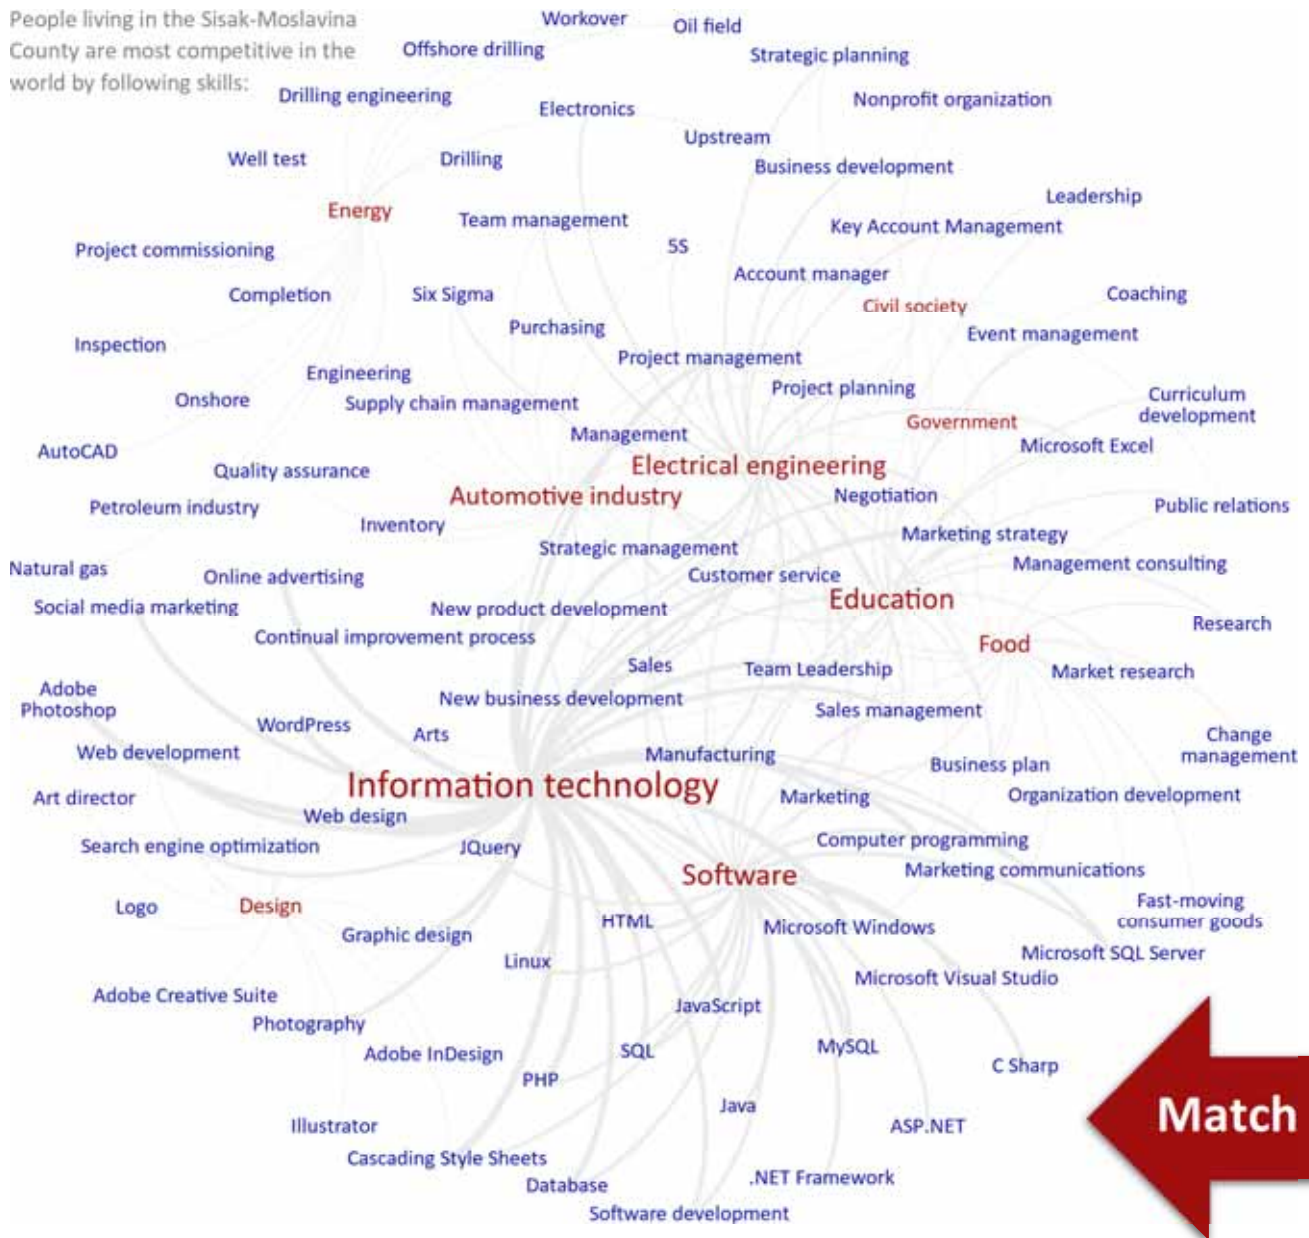 People living in the Sisak-Moslavina
County are most competitive in the
world by following skills:
Workover
Oil field
Offshore drilling
Strategic planning
Drilling engineering
Electronics
Nonprofit organization
Upstream
Well test
Drilling
Business development
Leadership
Energy
Team management
Key Account Management
Project commissioning
5S
Account manager
Completion
Six Sigma
Civil society
Coaching
Purchasing
Event management
Inspection
Project management
Engineering
Project planning
Curriculum
development
Onshore
Supply chain management
Government
Management
Microsoft Excel
AutoCAD
Quality assurance
Electrical engineering
Automotive industry
Negotiation
Petroleum industry
Public relations
Inventory
Marketing strategy
Strategic management
Management consulting
Natural gas
Online advertising
Customer service
Social media marketing
New product development
Education
Research
Continual improvement process
Food
Sales
Team Leadership
Market research
Adobe
Photoshop
New business development
Sales management
WordPress
Arts
Change
management
Web development
Manufacturing
Business plan
Information technology
Art director
Marketing
Organization development
Web design
Search engine optimization
JQuery
Computer programming
Software
Marketing communications
Logo
Design
Fast-moving
consumer goods
HTML
Microsoft Windows
Graphic design
Linux
Microsoft SQL Server
Microsoft Visual Studio
Adobe Creative Suite
JavaScript
Photography
Adobe InDesign
SQL
MySQL
C Sharp
PHP
Java
Match
Illustrator
ASP.NET
Cascading Style Sheets
Database
.NET Framework
Software development